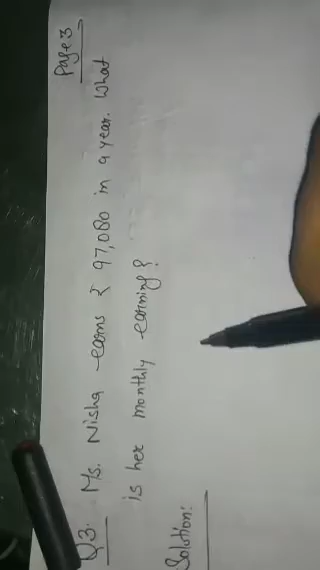 Page 3
Q3. Ms. Nisha earns ₹ 97,080 in a year. What
is her monthly earning?
Solution: